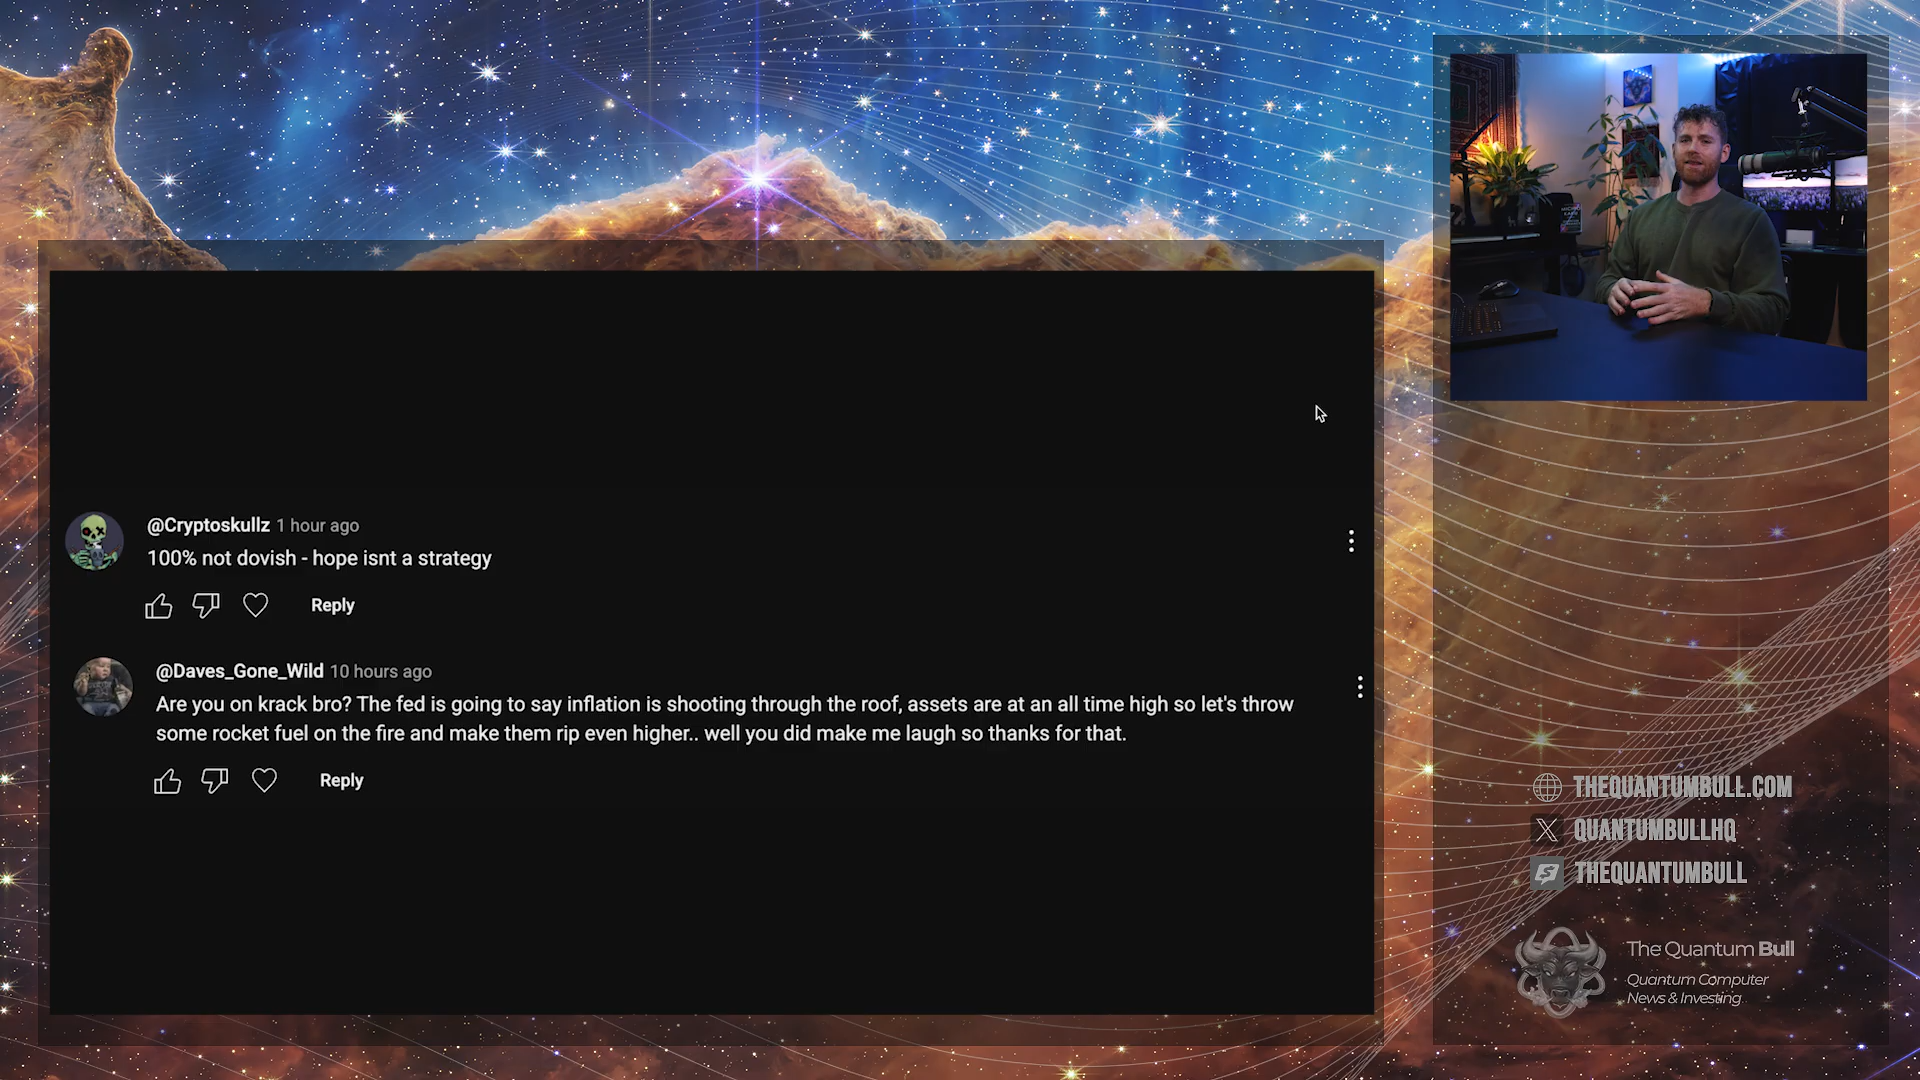 @Cryptoskullz 1 hour ago
100% not dovish - hope isnt a strategy
Reply
@Daves_Gone_Wild 10 hours ago
Are you on krack bro? The fed is going to say inflation is shooting through the roof, assets are at an all time high so let's throw
some rocket fuel on the fire and make them rip even higher.. well you did make me laugh so thanks for that.
Reply
THEQUANTUMBULL.COM
QUANTUMBULLHQ
THEQUANTUMBULL
The Quantum Bull
Quantum Computer
News & Investing